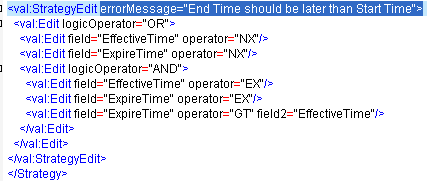 <val:StrategyEdit errorMessage="End Time should be later than Start Time">
<val:Edit logicOperator="OR">
<val:Edit field="EffectiveTime" operator="NX"/>
<val:Edit field="ExpireTime" operator="NX"/>
<val:Edit logicOperator="AND">
<val:Edit field="EffectiveTime" operator="EX"/>
<val:Edit field="ExpireTime" operator="EX"/>
<val:Edit field="ExpireTime" operator="GT" field2="EffectiveTime"/>
</val:Edit>
</val:Edit>
</val:StrategyEdit>
</Strategy>